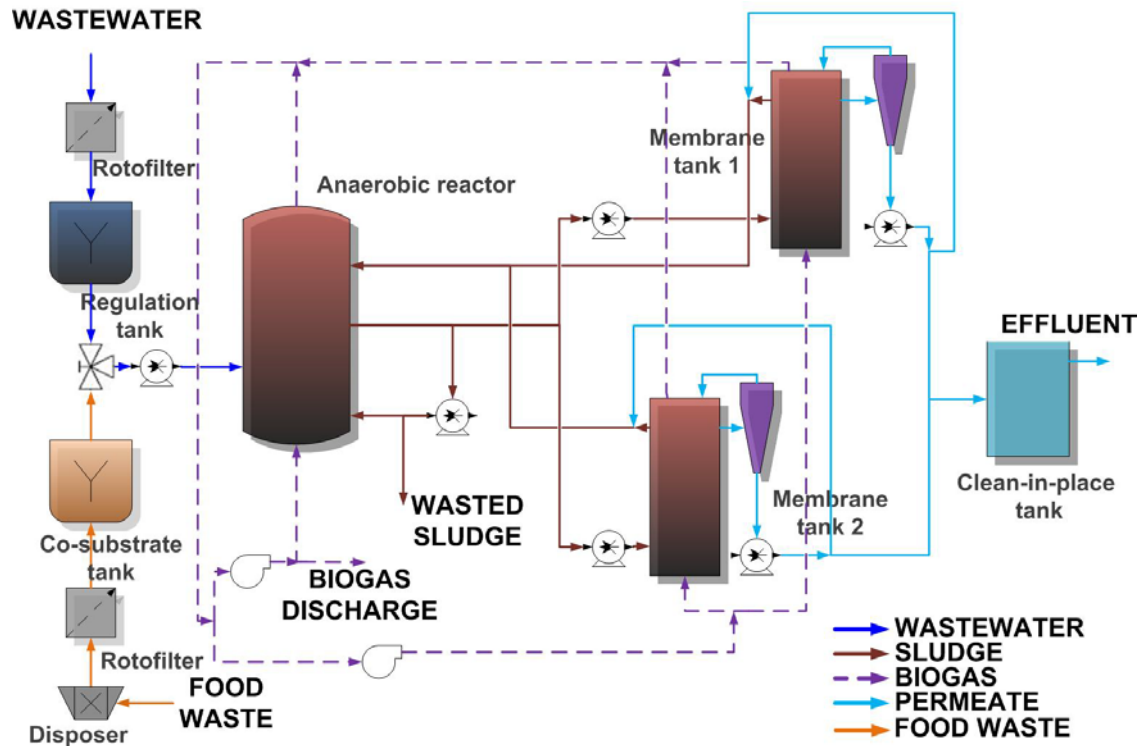 WASTEWATER
Rotofilter
Regulation
tank
Co-substrate
tank
Rotofilter
Disposer
FOOD
WASTE
Anaerobic reactor
WASTED
SLUDGE
BIOGAS
DISCHARGE
Membrane
tank 1
Membrane
tank 2
EFFLUENT
Clean-in-place
tank
WASTEWATER
SLUDGE
BIOGAS
PERMEATE
FOOD WASTE